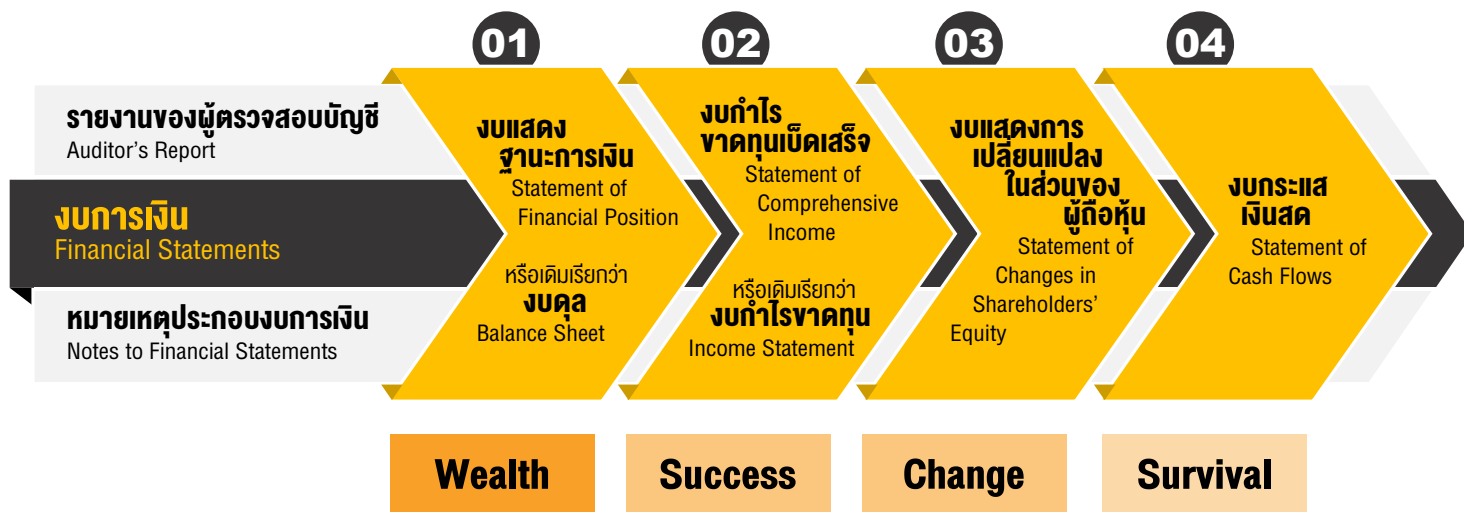 รายงานของผู้ตรวจสอบบัญชี
Auditor's Report
งบการเงิน
Financial Statements
หมายเหตุประกอบงบการเงิน
Notes to Financial Statements
01
งบแสดง
ฐานะการเงิน
Statement of
Financial Position
หรือเดิมเรียกว่า
งบดุล
Balance Sheet
Wealth
02
งบกำไร
ขาดทุนเบ็ดเสร็จ
Statement of
Comprehensive
Income
หรือเดิมเรียกว่า
งบกำไรขาดทุน
Income Statement
Success
03
งบแสดงการ
เปลี่ยนแปลง
ในส่วนของ
ผู้ถือหุ้น
Statement of
Changes in
Shareholders'
Equity
Change
04
งบกระแส
เงินสด
Statement of
Cash Flows
Survival